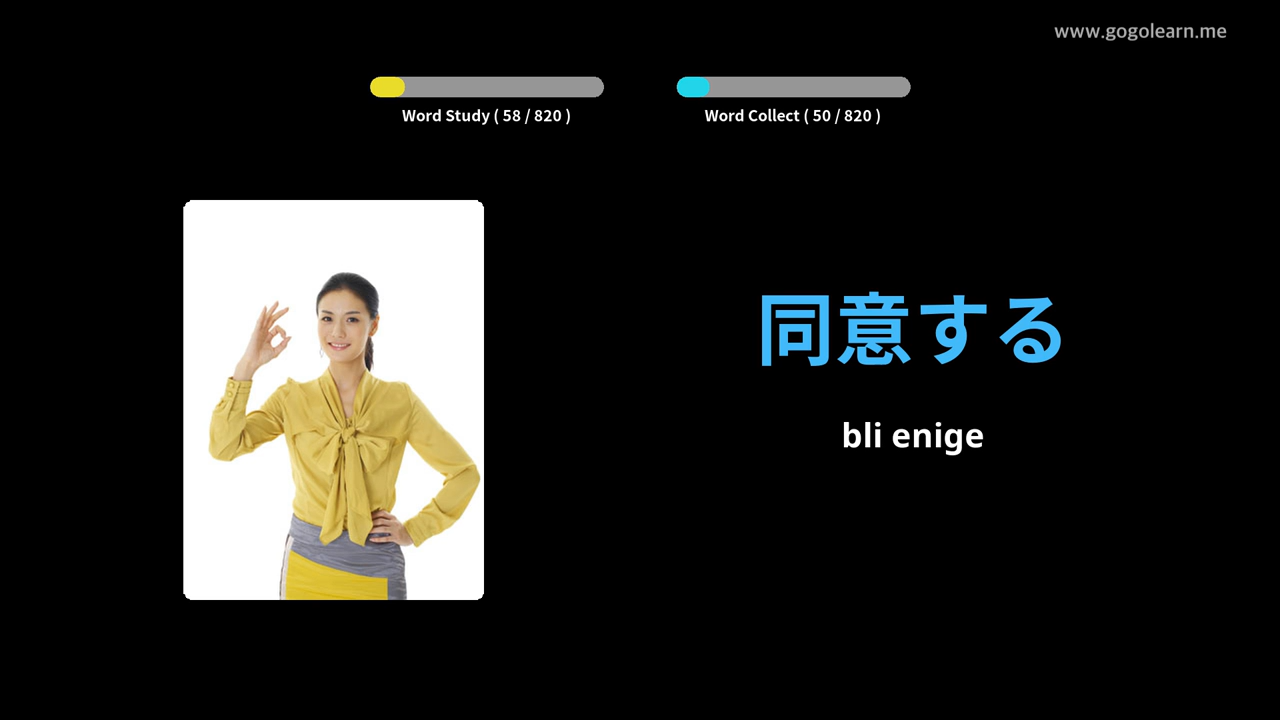 www.gogolearn.me
Word Study ( 58 / 820 )
Word Collect ( 50 / 820 )
同意する
bli enige